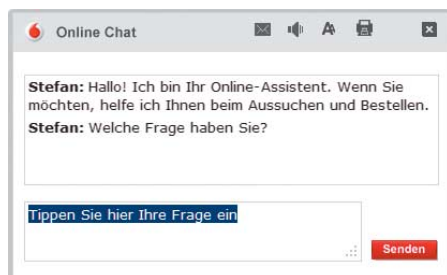 Online Chat
Stefan: Hallo! Ich bin Ihr Online-Assistent. Wenn Sie
möchten, helfe ich Ihnen beim Aussuchen und Bestellen.
Stefan: Welche Frage haben Sie?
Tippen Sie hier Ihre Frage ein
Senden